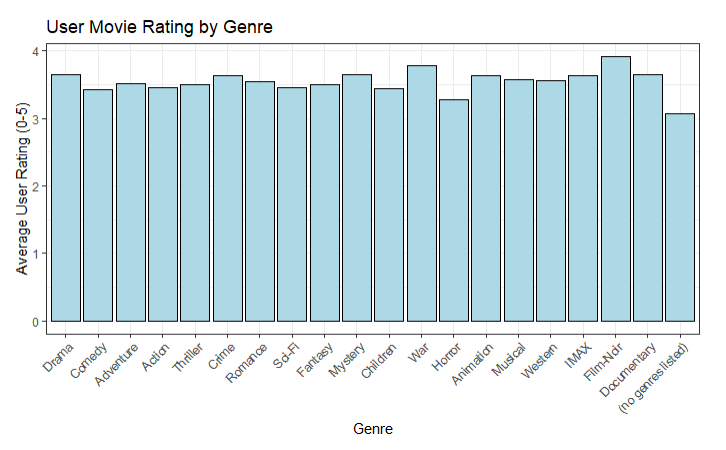 User Movie Rating by Genre
Average User Rating (0-5)
4
3
2
1
0
Drama
Comedy
Adventure
Action
Thriller
Crime
Romance
Sci-Fi
Fantasy
Mystery
Children
War
Horror
Animation
Musical
Western
IMAX
Film-Noir
Documentary
(no genres listed)
Genre